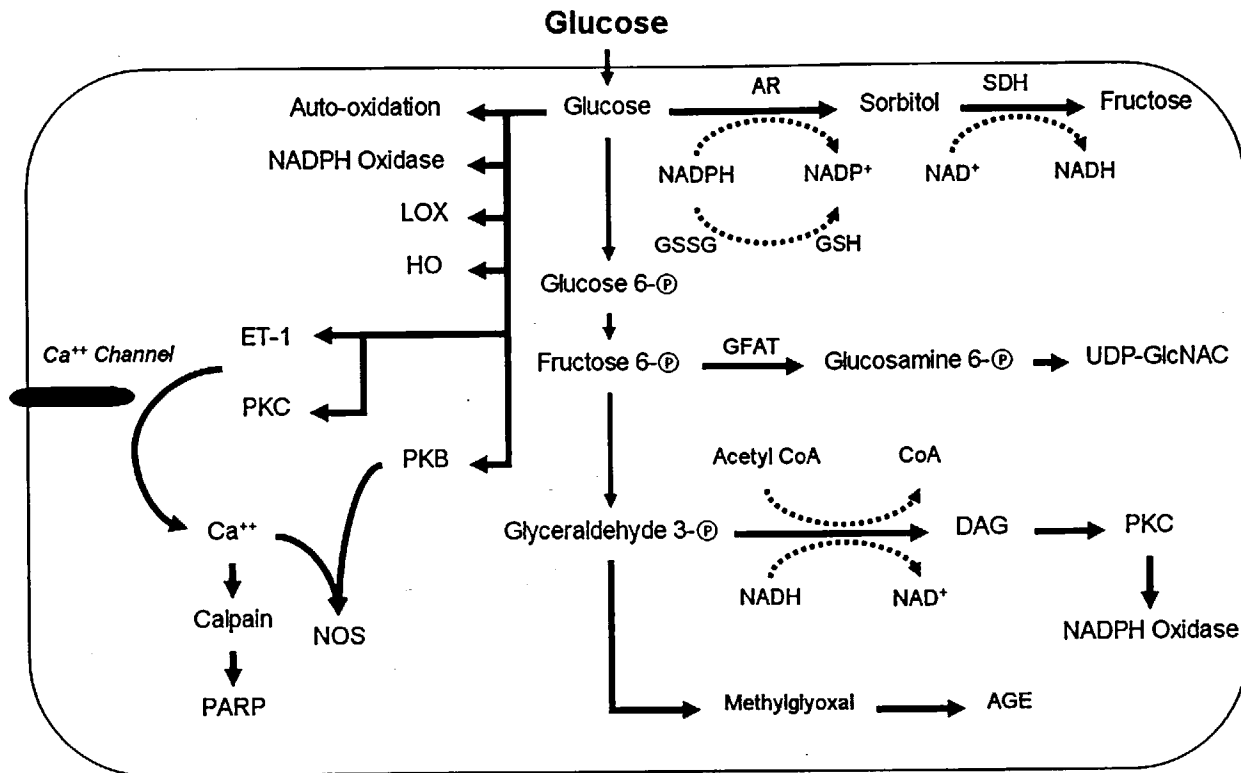 Glucose
Auto-oxidation
Glucose
AR
Sorbitol
SDH
Fructose
NADPH Oxidase
NADPH
NADP⁺
NAD⁺
NADH
LOX
GSSG
GSH
HO
Glucose 6-Ⓟ
ET-1
Ca⁺⁺ Channel
Fructose 6-Ⓟ
GFAT
Glucosamine 6-Ⓟ
UDP-GlcNAC
PKC
PKB
Acetyl CoA
CoA
Ca⁺⁺
Glyceraldehyde 3-Ⓟ
DAG
PKC
NADH
NAD⁺
Calpain
NOS
NADPH Oxidase
PARP
Methylglyoxal
AGE